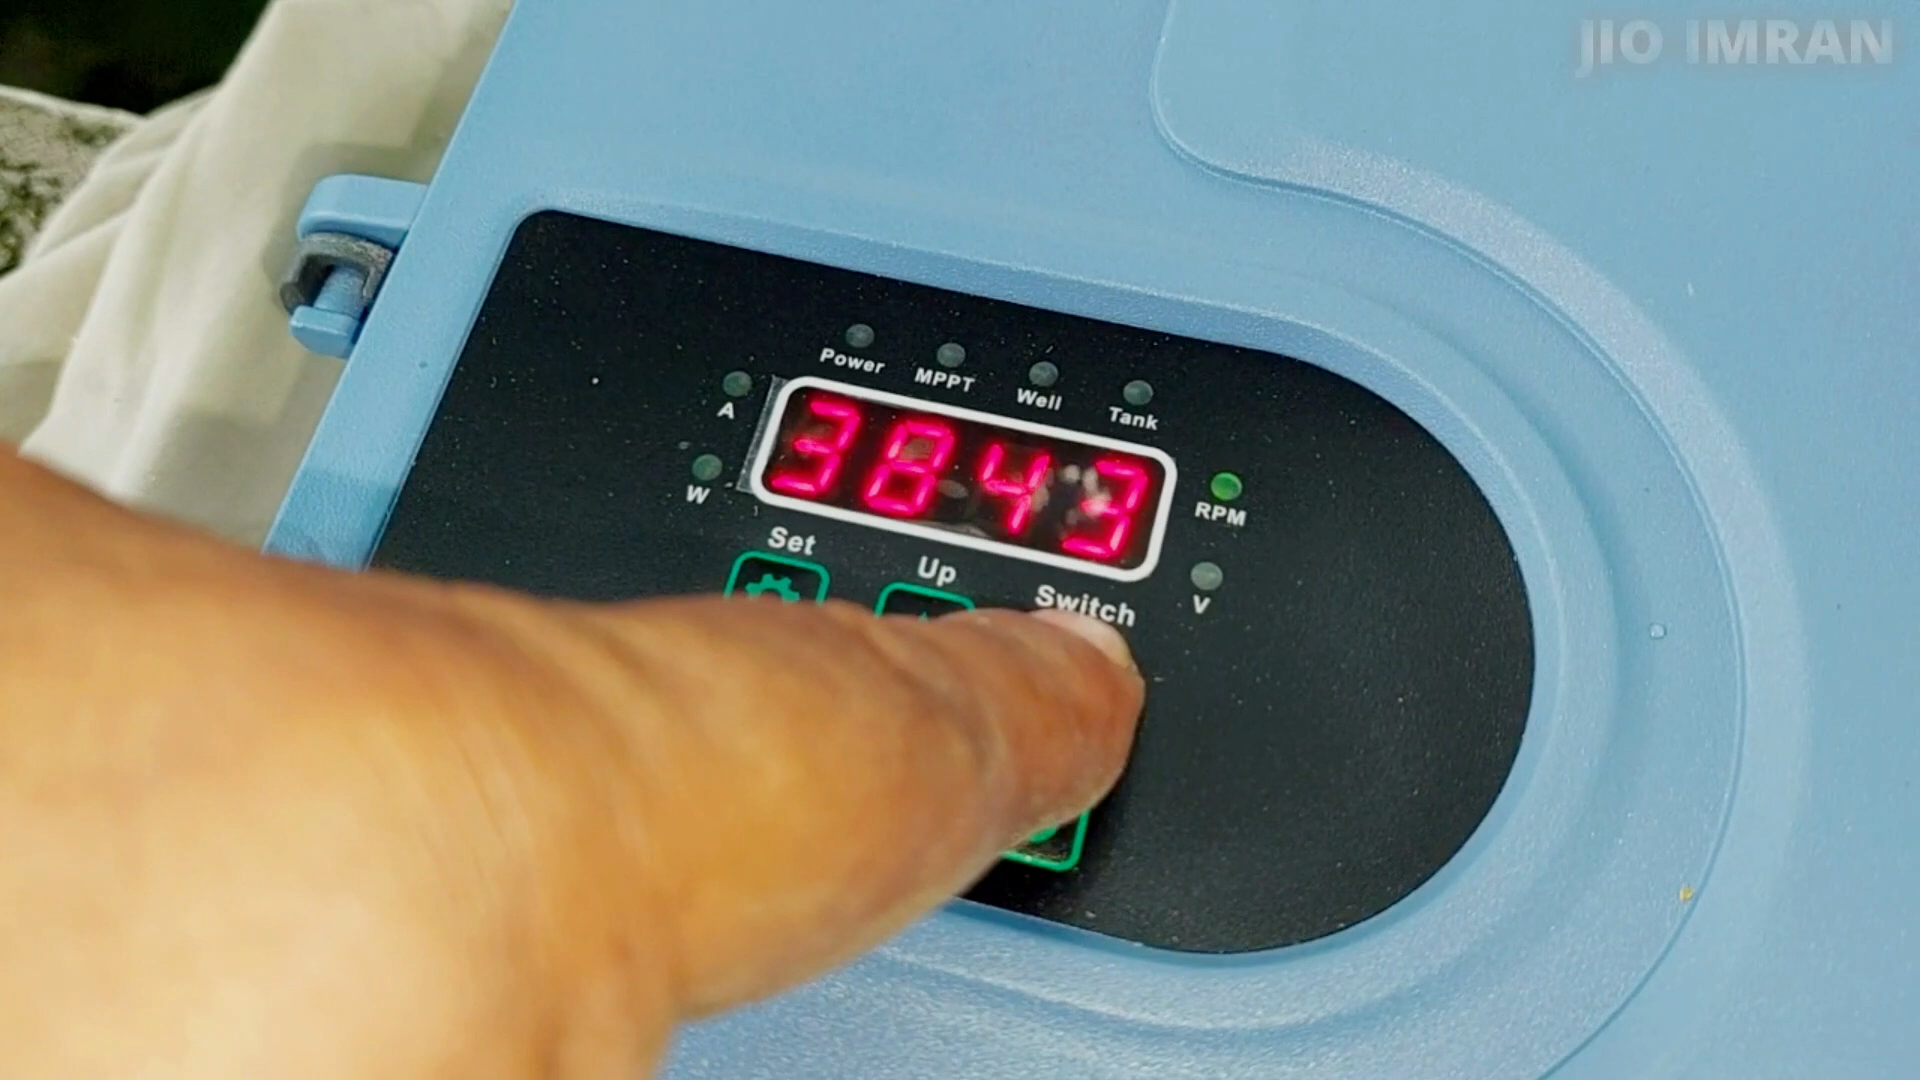 JIO IMRAN
Power MPPT Well Tank
A
3843
RPM
W
V
Set Up Switch